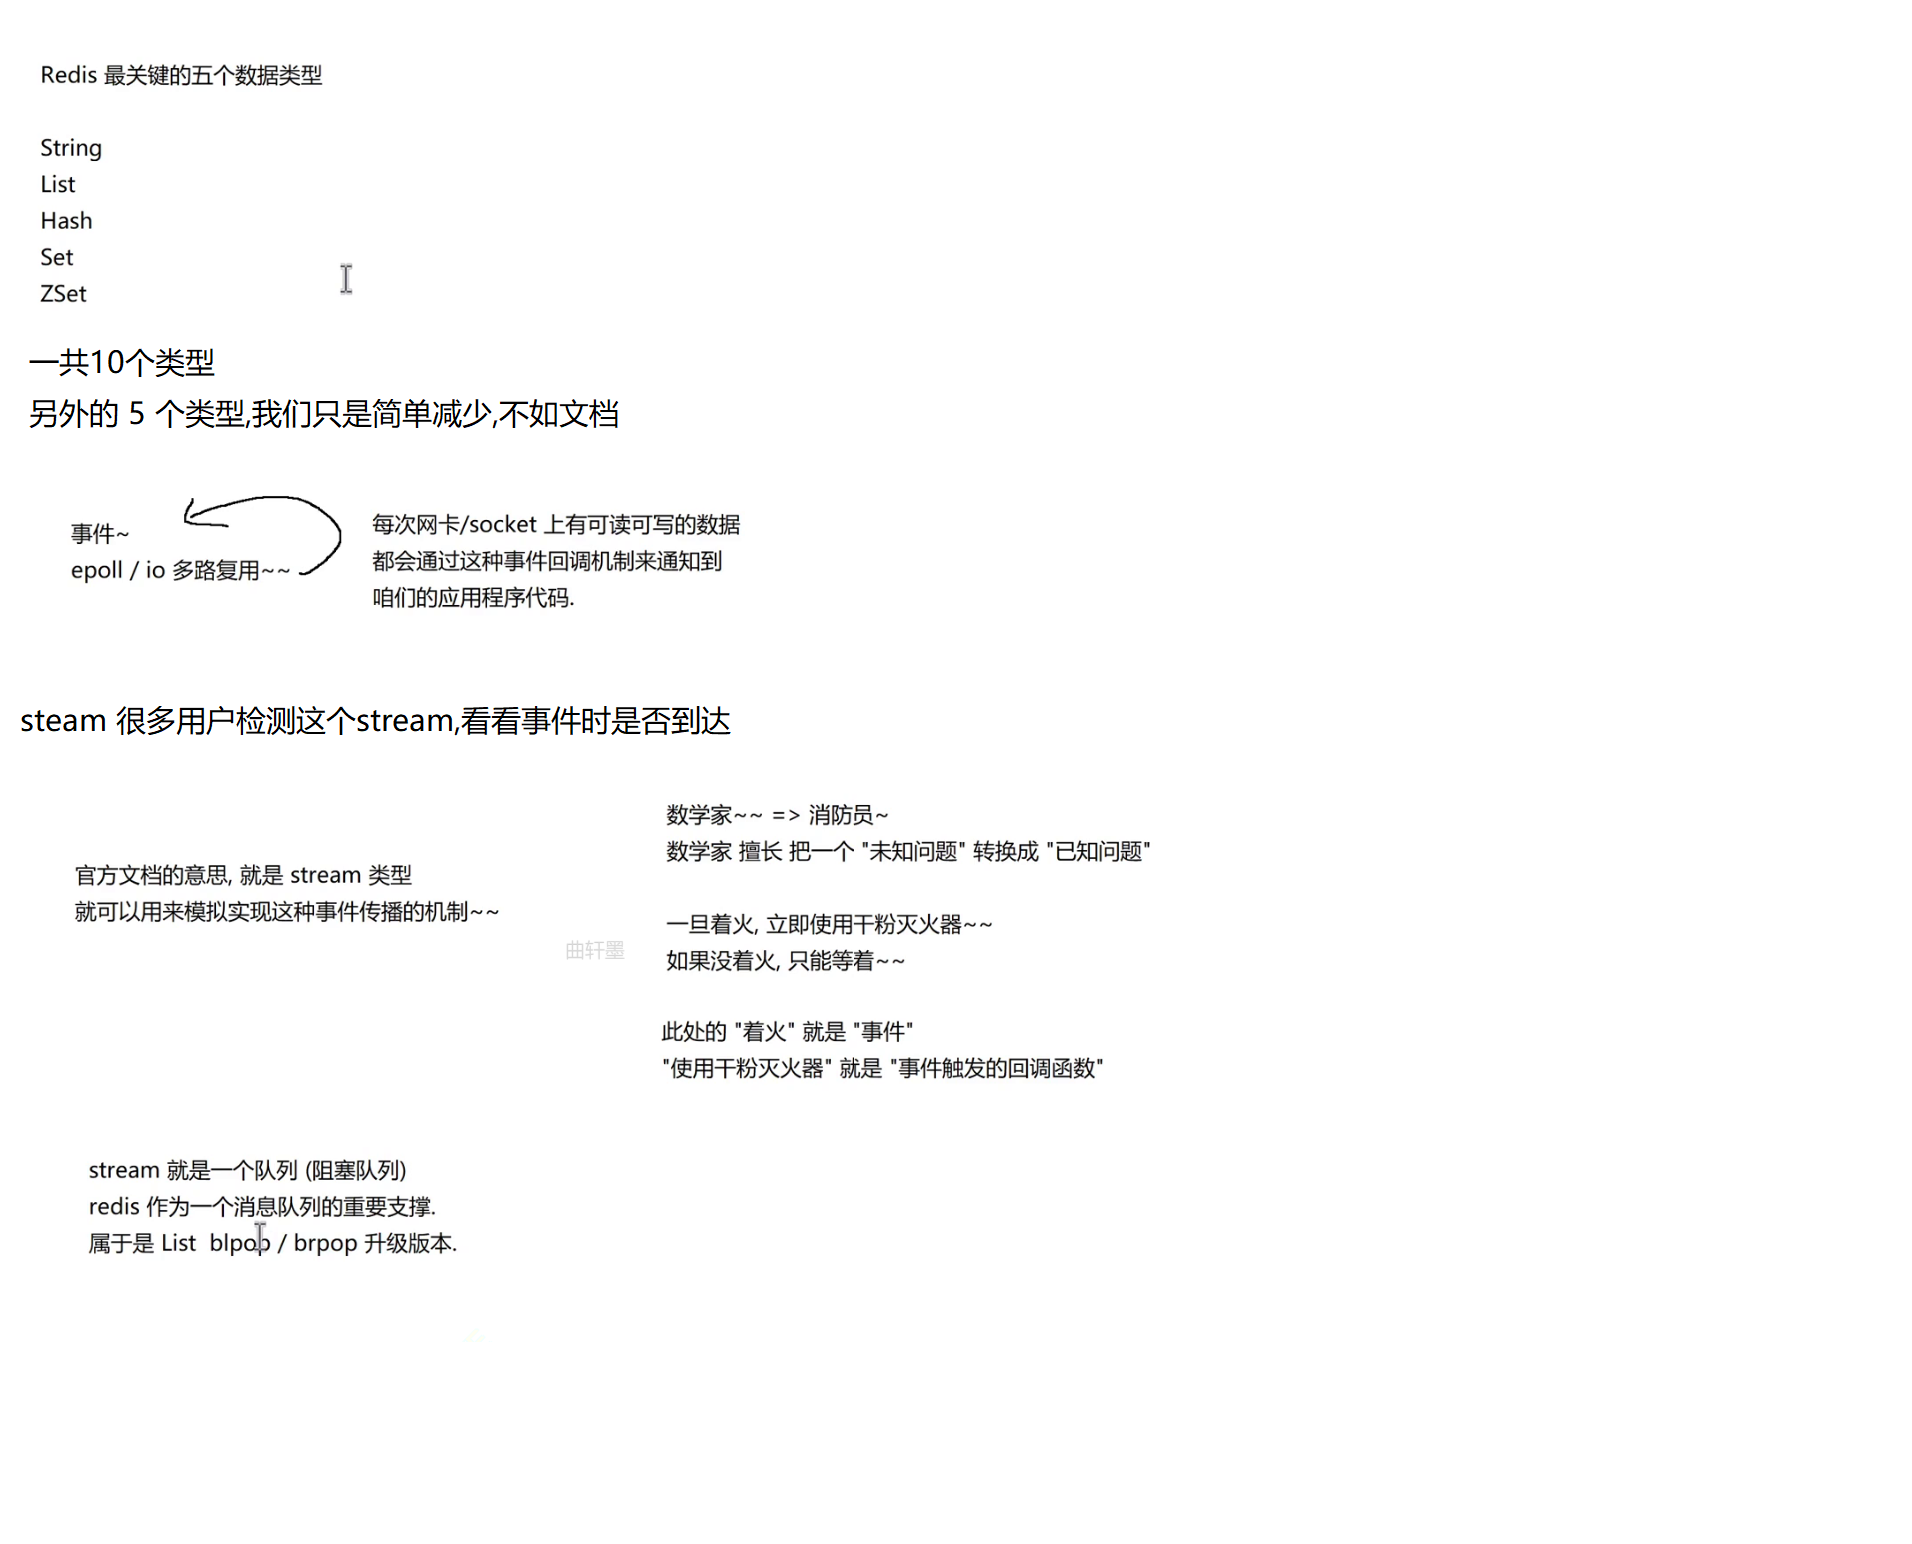 Redis 最关键的五个数据类型
String
List
Hash
Set
ZSet
一共10个类型
另外的 5 个类型,我们只是简单减少,不如文档
事件~
epoll / io 多路复用~~
每次网卡/socket 上有可读可写的数据
都会通过这种事件回调机制来通知到
咱们的应用程序代码.
steam 很多用户检测这个stream,看看事件时是否到达
官方文档的意思, 就是 stream 类型
就可以用来模拟实现这种事件传播的机制~~
曲轩墨
数学家~~ => 消防员~
数学家 擅长 把一个 "未知问题" 转换成 "已知问题"
一旦着火, 立即使用干粉灭火器~~
如果没着火, 只能等着~~
此处的 "着火" 就是 "事件"
"使用干粉灭火器" 就是 "事件触发的回调函数"
stream 就是一个队列 (阻塞队列)
redis 作为一个消息队列的重要支撑.
属于是 List  blpop / brpop 升级版本.